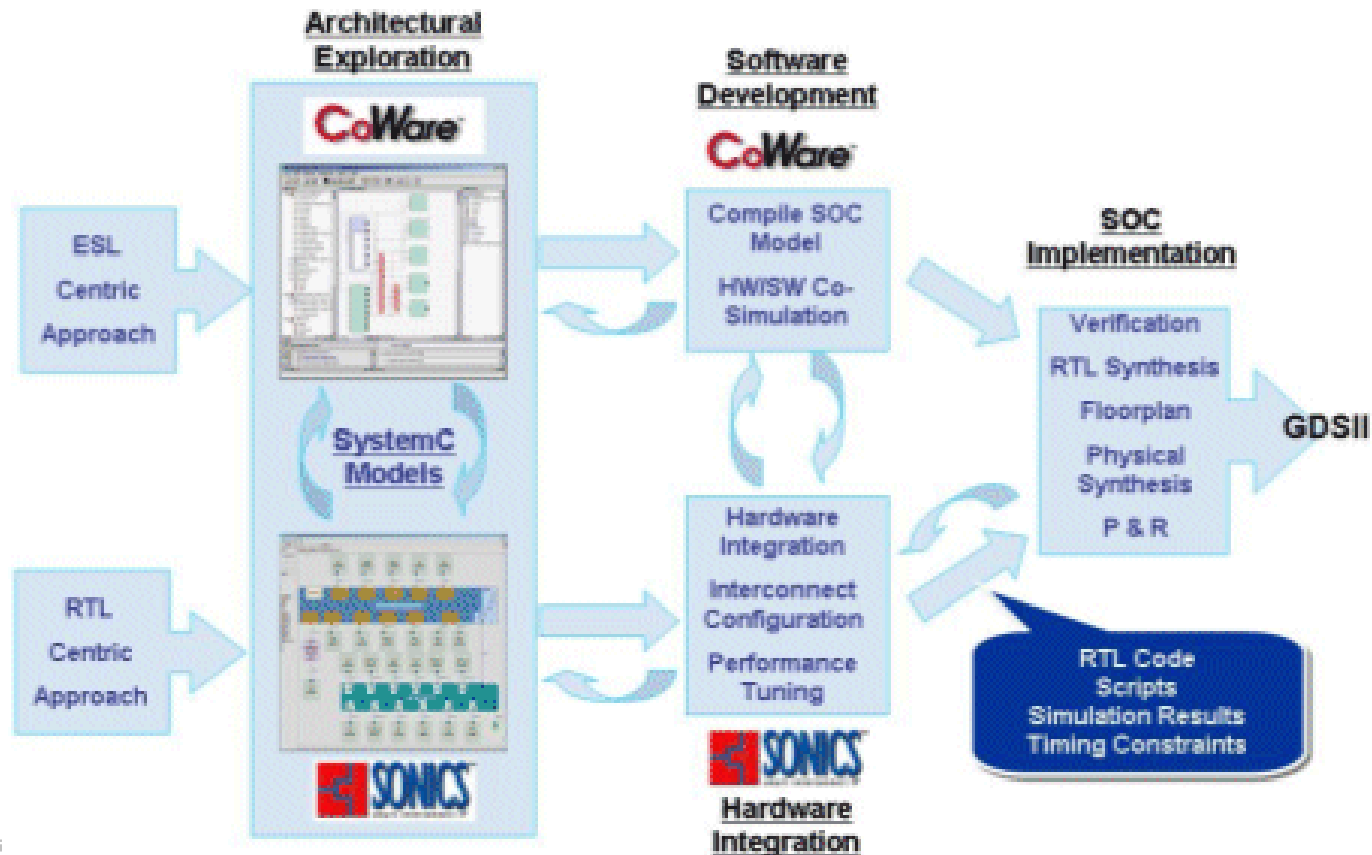 Architectural
Exploration
CoWare
ESL
Centric
Approach
SystemC
Models
RTL
Centric
Approach
SONICS
Software
Development
CoWare
Compile SOC
Model
HW/SW Co-
Simulation
Hardware
Integration
Interconnect
Configuration
Performance
Tuning
SONICS
Hardware
Integration
SOC
Implementation
Verification
RTL Synthesis
Floorplan
Physical
Synthesis
P & R
GDSII
RTL Code
Scripts
Simulation Results
Timing Constraints